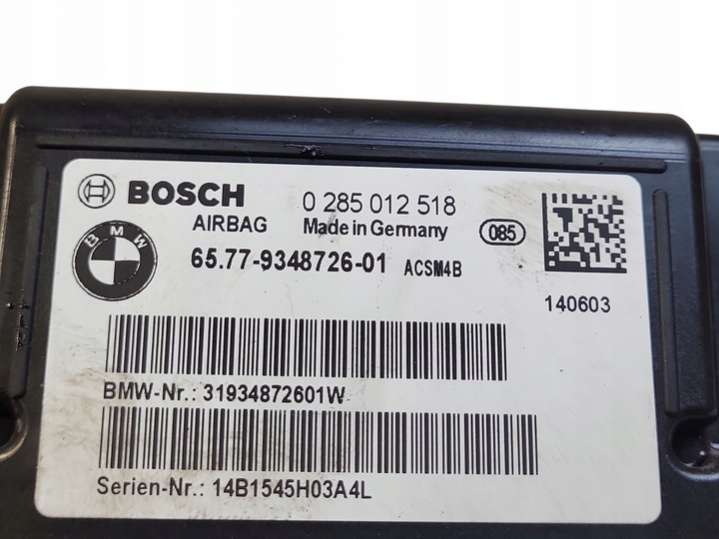 BOSCH 0 285 012 518
AIRBAG Made in Germany 085
BMW 65.77-9348726-01 ACSM4B
140603
BMW-Nr.: 31934872601W
Serien-Nr.: 14B1545H03A4L